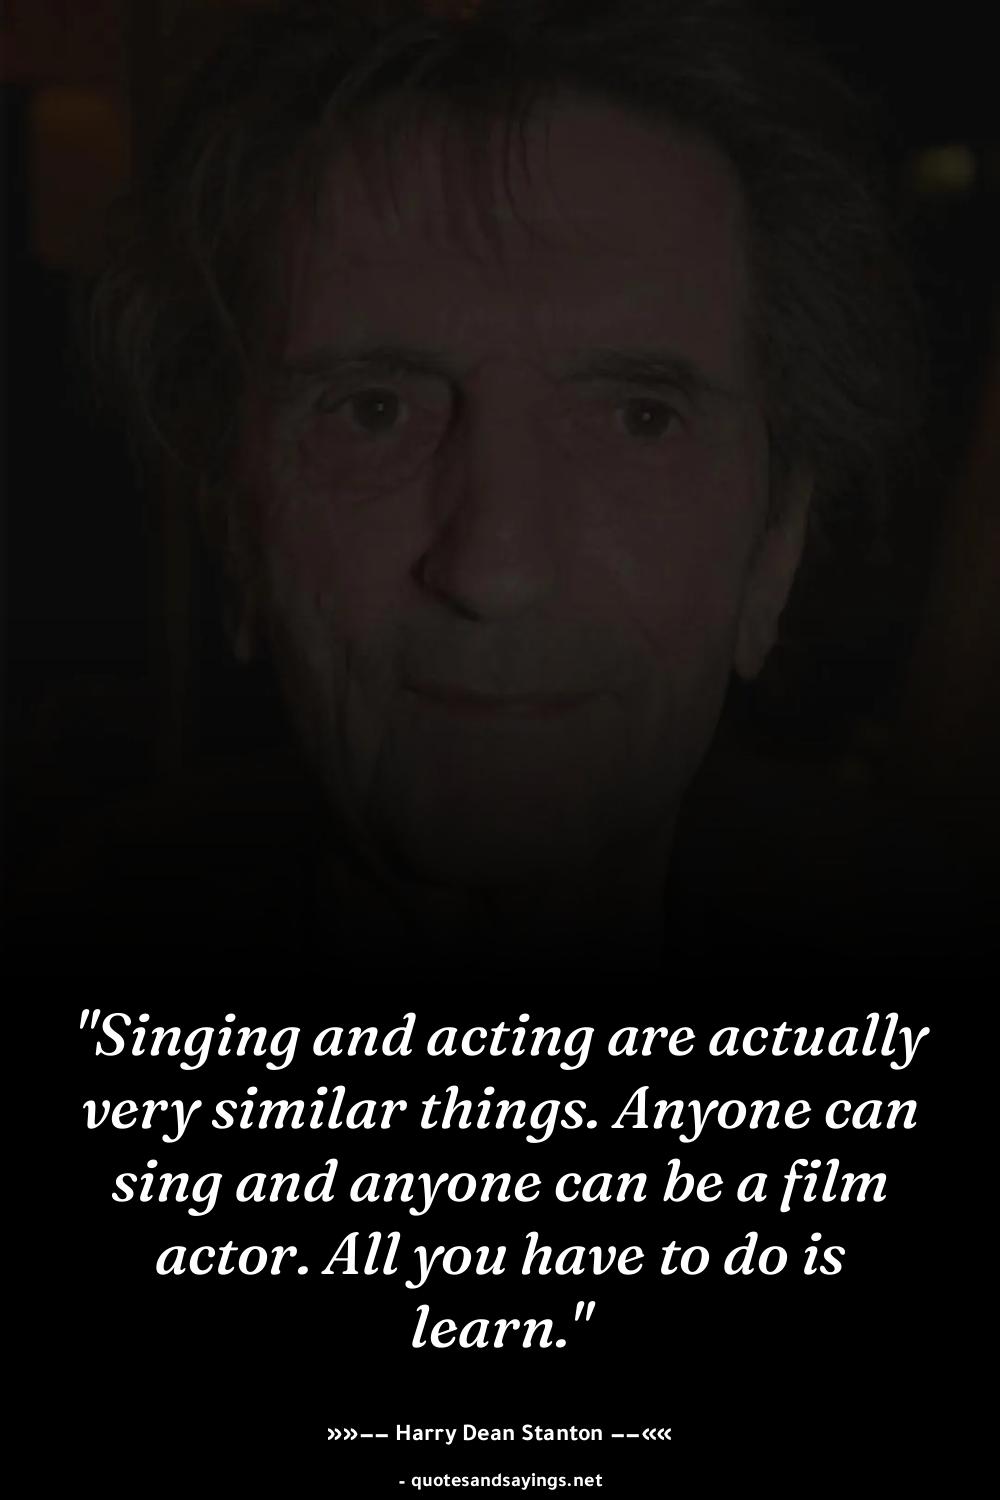 "Singing and acting are actually
very similar things. Anyone can
sing and anyone can be a film
actor. All you have to do is
learn."
»»–– Harry Dean Stanton ––««
- quotesandsayings.net